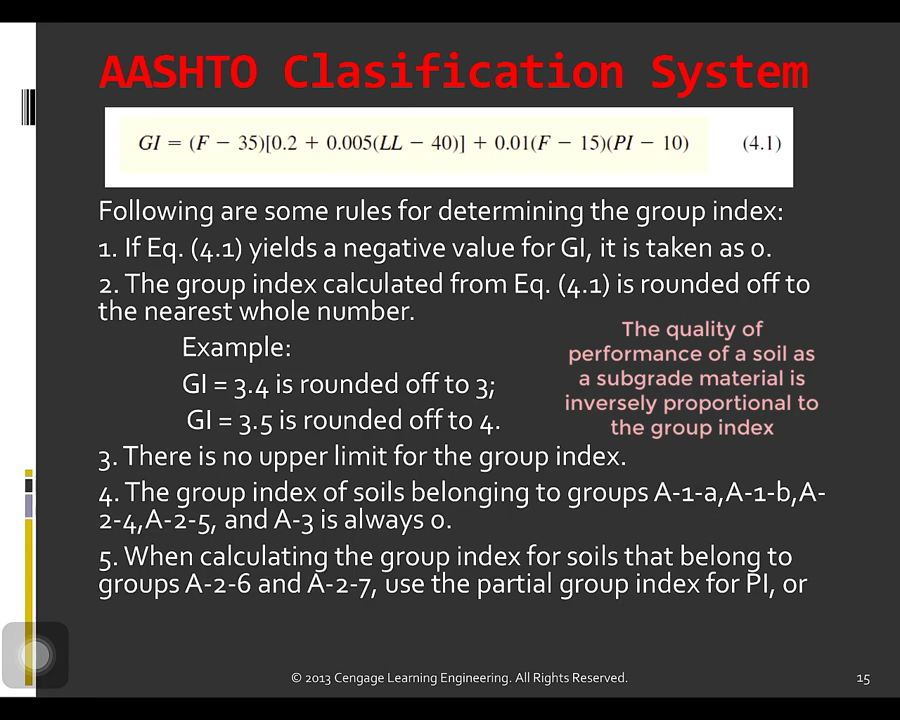 AASHTO Clasification System
GI = (F − 35)[0.2 + 0.005(LL − 40)] + 0.01(F − 15)(PI − 10) (4.1)
Following are some rules for determining the group index:
1. If Eq. (4.1) yields a negative value for GI, it is taken as 0.
2. The group index calculated from Eq. (4.1) is rounded off to
the nearest whole number.
Example:
GI = 3.4 is rounded off to 3;
GI = 3.5 is rounded off to 4.
The quality of
performance of a soil as
a subgrade material is
inversely proportional to
the group index
3. There is no upper limit for the group index.
4. The group index of soils belonging to groups A-1-a,A-1-b,A-
2-4,A-2-5, and A-3 is always 0.
5. When calculating the group index for soils that belong to
groups A-2-6 and A-2-7, use the partial group index for PI, or
© 2013 Cengage Learning Engineering. All Rights Reserved.
15